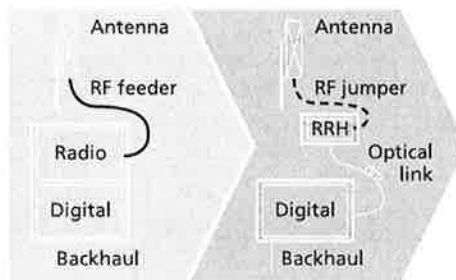 Antenna
RF feeder
Radio
Digital
Backhaul
Antenna
RF jumper
RRH
Optical
link
Digital
Backhaul